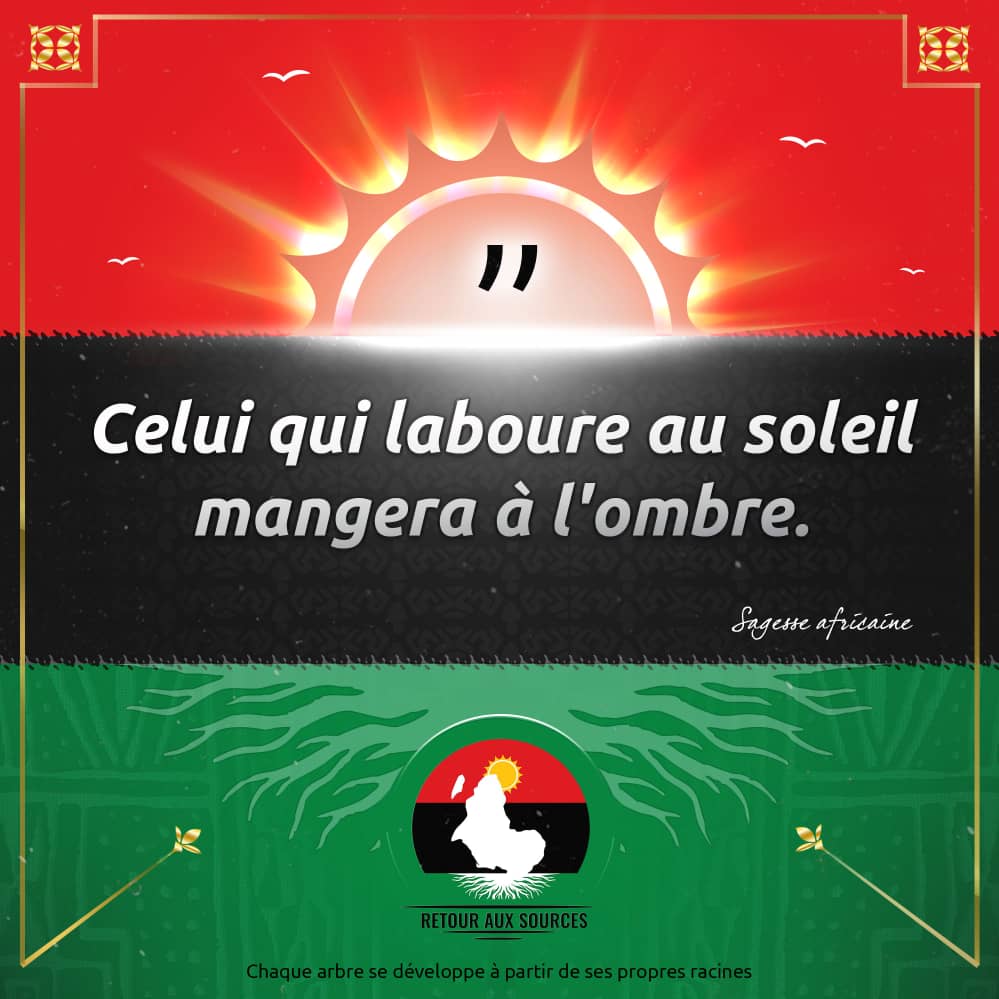 "
Celui qui laboure au soleil
mangera à l'ombre.
Sagesse africaine
RETOUR AUX SOURCES
Chaque arbre se développe à partir de ses propres racines